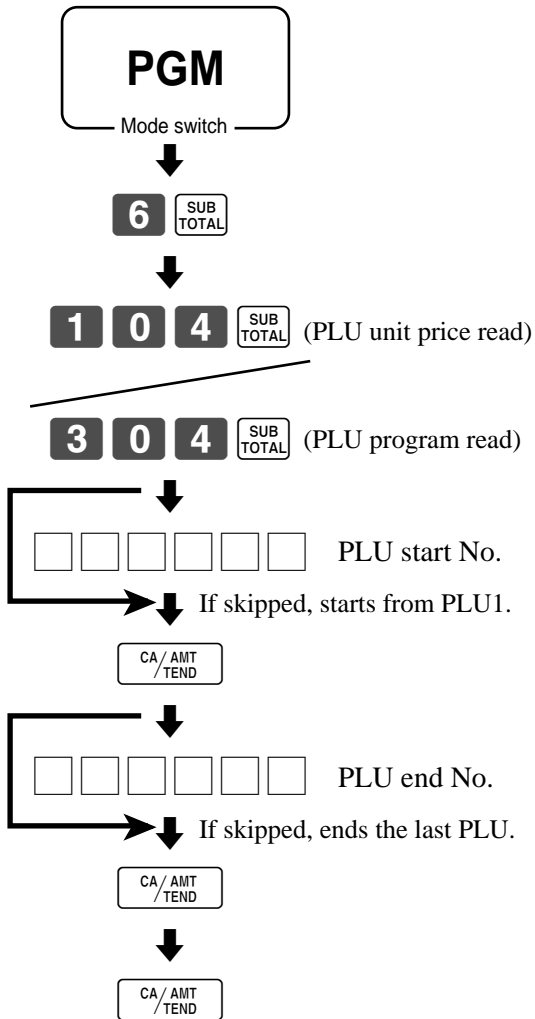 PGM
Mode switch
6 SUB TOTAL
1 0 4 SUB TOTAL (PLU unit price read)
3 0 4 SUB TOTAL (PLU program read)
PLU start No.
If skipped, starts from PLU1.
CA/AMT TEND
PLU end No.
If skipped, ends the last PLU.
CA/AMT TEND
CA/AMT TEND